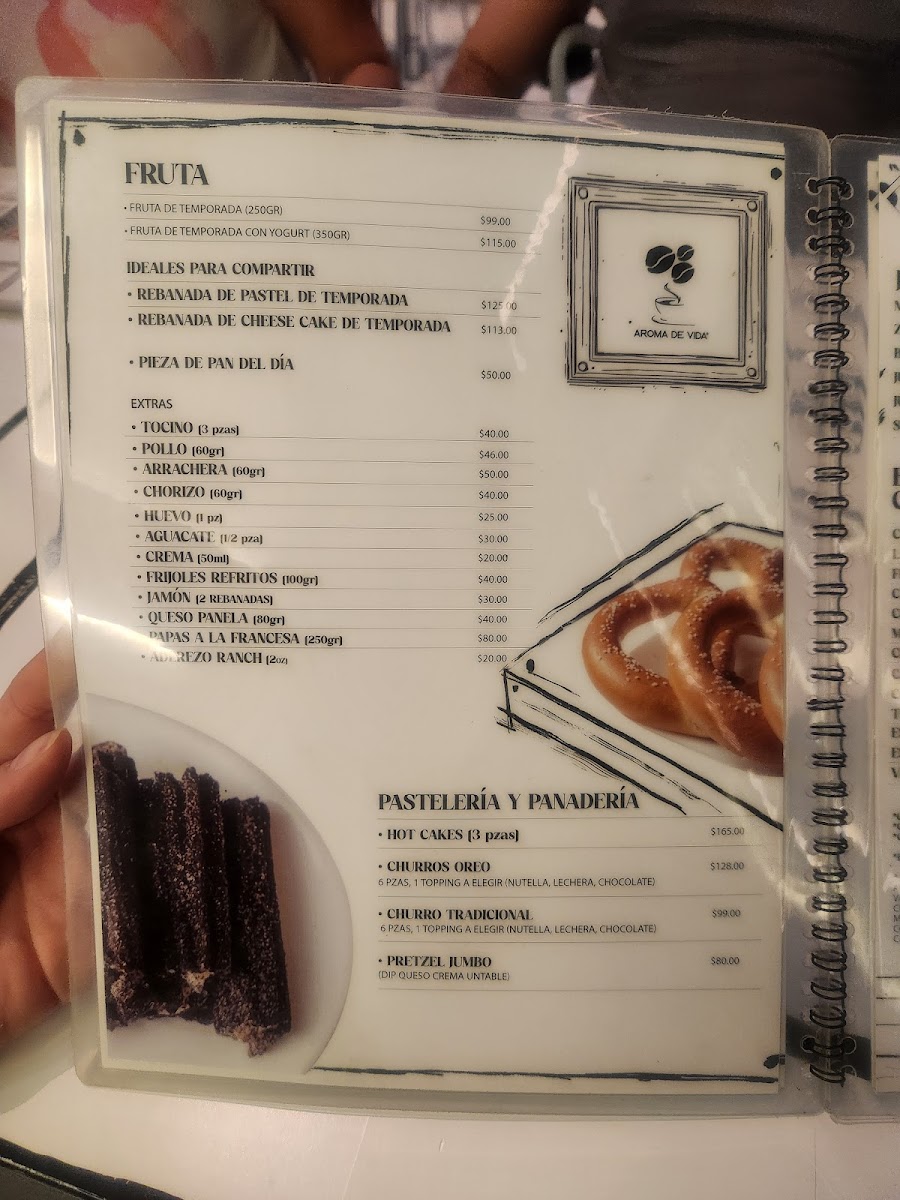 FRUTA
• FRUTA DE TEMPORADA (250GR) $99.00
• FRUTA DE TEMPORADA CON YOGURT (350GR) $115.00
AROMA DE VIDA
IDEALES PARA COMPARTIR
• REBANADA DE PASTEL DE TEMPORADA $125.00
• REBANADA DE CHEESE CAKE DE TEMPORADA $113.00
• PIEZA DE PAN DEL DÍA $50.00
EXTRAS
• TOCINO (3 pzas) $40.00
• POLLO (60gr) $46.00
• ARRACHERA (60gr) $50.00
• CHORIZO (60gr) $40.00
• HUEVO (1 pz) $25.00
• AGUACATE (1/2 pza) $30.00
• CREMA (50ml) $20.00
• FRIJOLES REFRITOS (100gr) $40.00
• JAMÓN (2 REBANADAS) $30.00
• QUESO PANELA (80gr) $40.00
PAPAS A LA FRANCESA (250gr) $80.00
• ADEREZO RANCH (2oz) $20.00
PASTELERÍA Y PANADERÍA
• HOT CAKES (3 pzas) $165.00
• CHURROS OREO $128.00
6 PZAS, 1 TOPPING A ELEGIR (NUTELLA, LECHERA, CHOCOLATE)
• CHURRO TRADICIONAL $99.00
6 PZAS, 1 TOPPING A ELEGIR (NUTELLA, LECHERA, CHOCOLATE)
• PRETZEL JUMBO $80.00
(DIP QUESO CREMA UNTABLE)